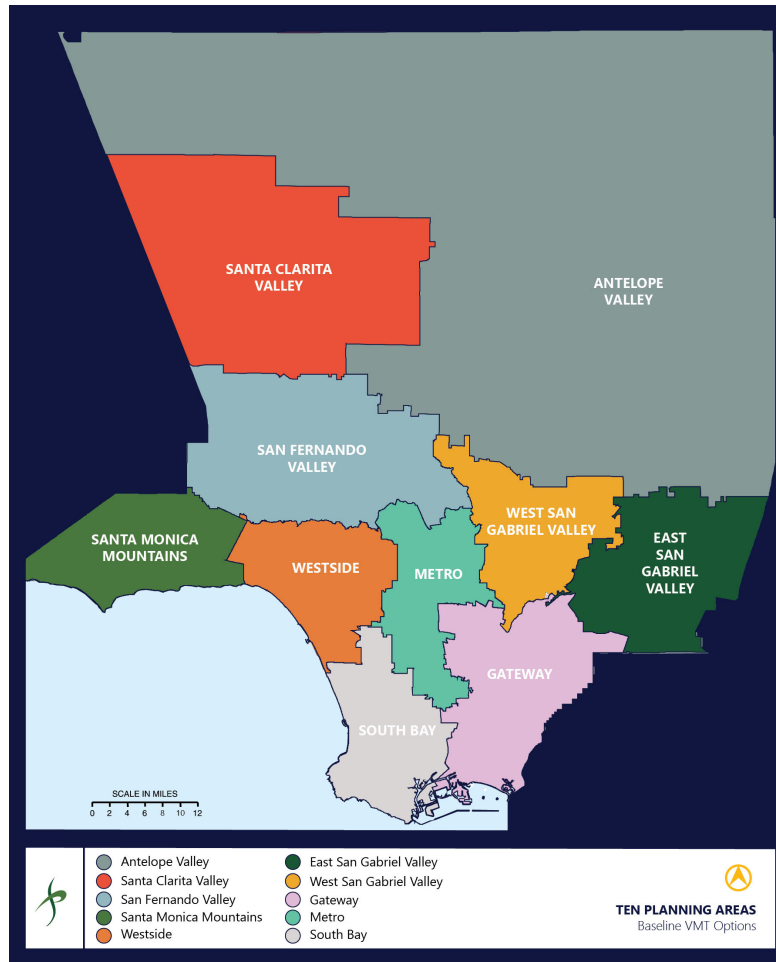 SANTA CLARITA
VALLEY
ANTELOPE
VALLEY
SAN FERNANDO
VALLEY
WEST SAN
GABRIEL VALLEY
SANTA MONICA
MOUNTAINS
EAST
SAN
GABRIEL
VALLEY
WESTSIDE
METRO
GATEWAY
SOUTH BAY
SCALE IN MILES
0 2 4 6 8 10 12
Antelope Valley
Santa Clarita Valley
San Fernando Valley
Santa Monica Mountains
Westside
East San Gabriel Valley
West San Gabriel Valley
Gateway
Metro
South Bay
TEN PLANNING AREAS
Baseline VMT Options